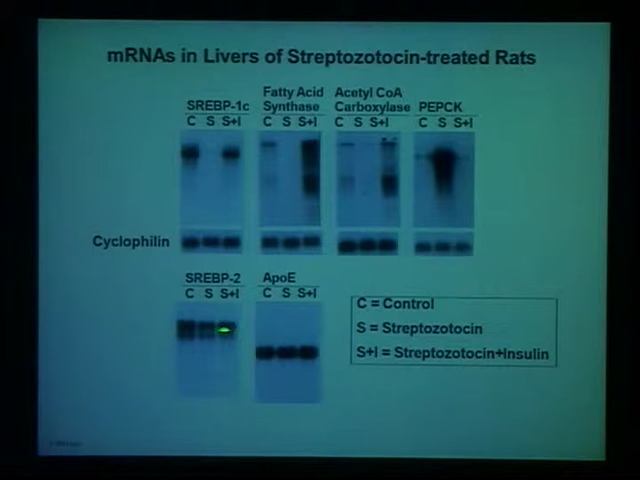 mRNAs in Livers of Streptozotocin-treated Rats
SREBP-1c
C S S+I
Fatty Acid
Synthase
C S S+I
Acetyl CoA
Carboxylase
C S S+I
PEPCK
C S S+I
Cyclophilin
SREBP-2
C S S+I
ApoE
C S S+I
C = Control
S = Streptozotocin
S+I = Streptozotocin+Insulin